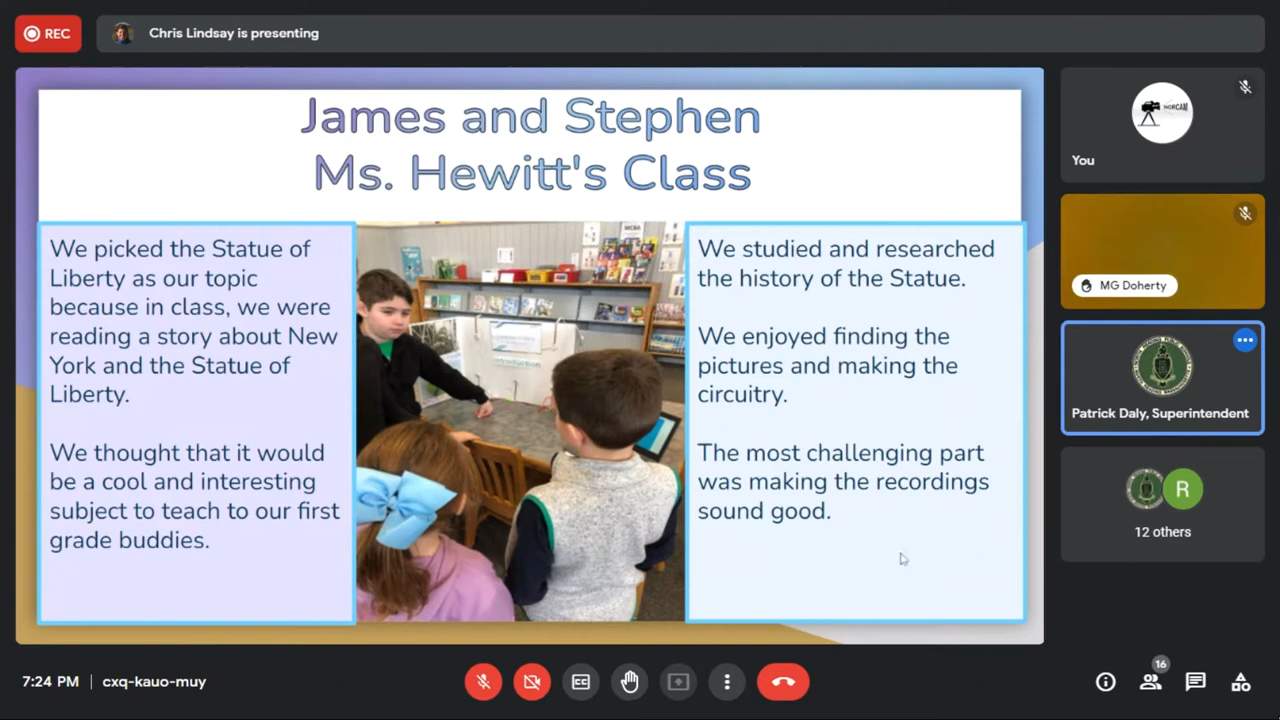 REC
Chris Lindsay is presenting
James and Stephen
Ms. Hewitt's Class
We picked the Statue of
Liberty as our topic
because in class, we were
reading a story about New
York and the Statue of
Liberty.
We thought that it would
be a cool and interesting
subject to teach to our first
grade buddies.
We studied and researched
the history of the Statue.
We enjoyed finding the
pictures and making the
circuitry.
The most challenging part
was making the recordings
sound good.
You
MG Doherty
Patrick Daly, Superintendent
R
12 others
7:24 PM | cxq-kauo-muy
CC
16